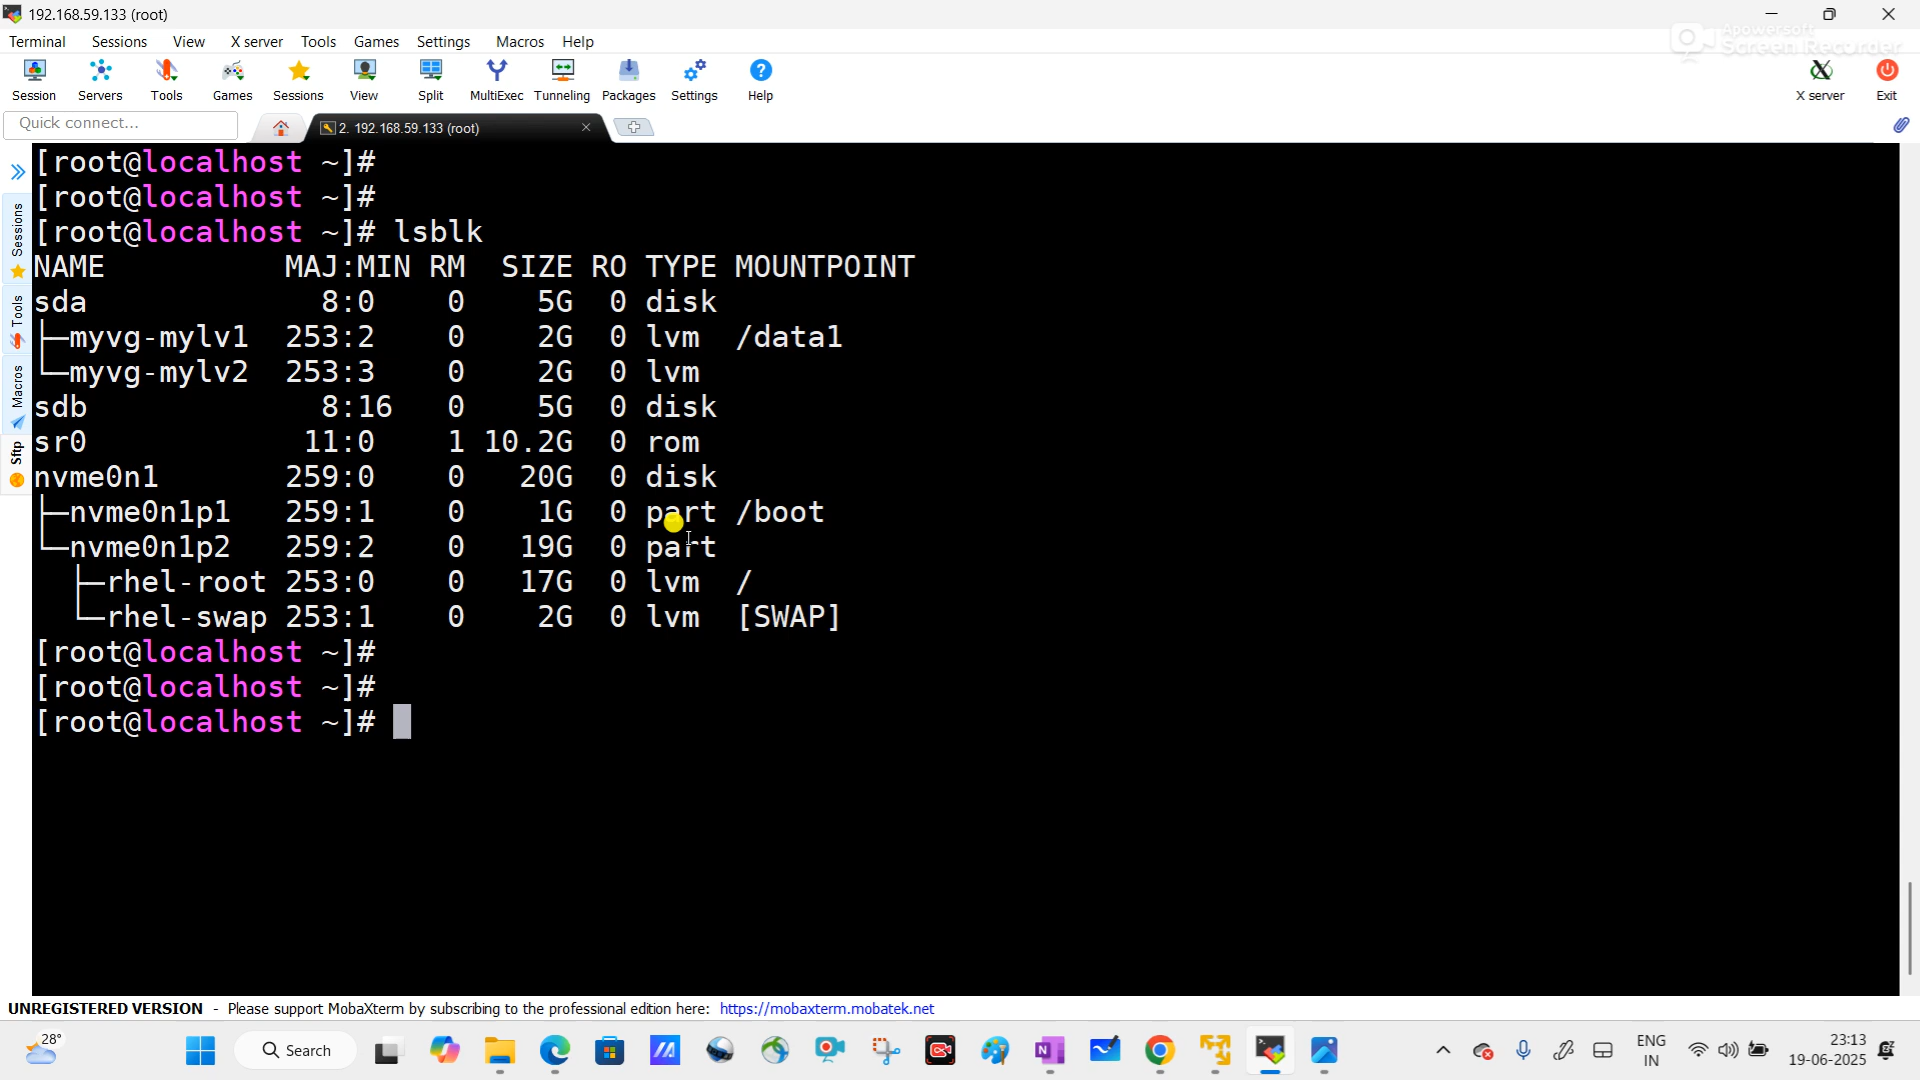 192.168.59.133 (root)
Terminal Sessions View X server Tools Games Settings Macros Help
Apowersoft
Screen Recorder
Session Servers Tools Games Sessions View Split MultiExec Tunneling Packages Settings Help X server Exit
Quick connect... 2. 192.168.59.133 (root)
[root@localhost ~]#
[root@localhost ~]#
[root@localhost ~]# lsblk
NAME MAJ:MIN RM SIZE RO TYPE MOUNTPOINT
sda 8:0 0 5G 0 disk
├─myvg-mylv1 253:2 0 2G 0 lvm /data1
└─myvg-mylv2 253:3 0 2G 0 lvm
sdb 8:16 0 5G 0 disk
sr0 11:0 1 10.2G 0 rom
nvme0n1 259:0 0 20G 0 disk
├─nvme0n1p1 259:1 0 1G 0 part /boot
└─nvme0n1p2 259:2 0 19G 0 part
├─rhel-root 253:0 0 17G 0 lvm /
└─rhel-swap 253:1 0 2G 0 lvm [SWAP]
[root@localhost ~]#
[root@localhost ~]#
[root@localhost ~]#
Sessions
Tools
Macros
Sftp
UNREGISTERED VERSION - Please support MobaXterm by subscribing to the professional edition here: https://mobaxterm.mobatek.net
28°
Search
ENG
IN
23:13
19-06-2025